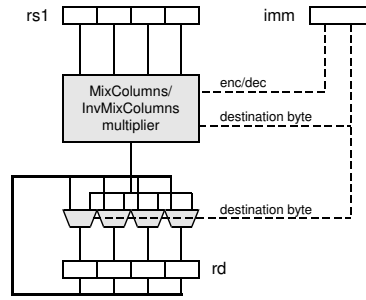 rs1
imm
enc/dec
MixColumns/
InvMixColumns
multiplier
destination byte
destination byte
rd